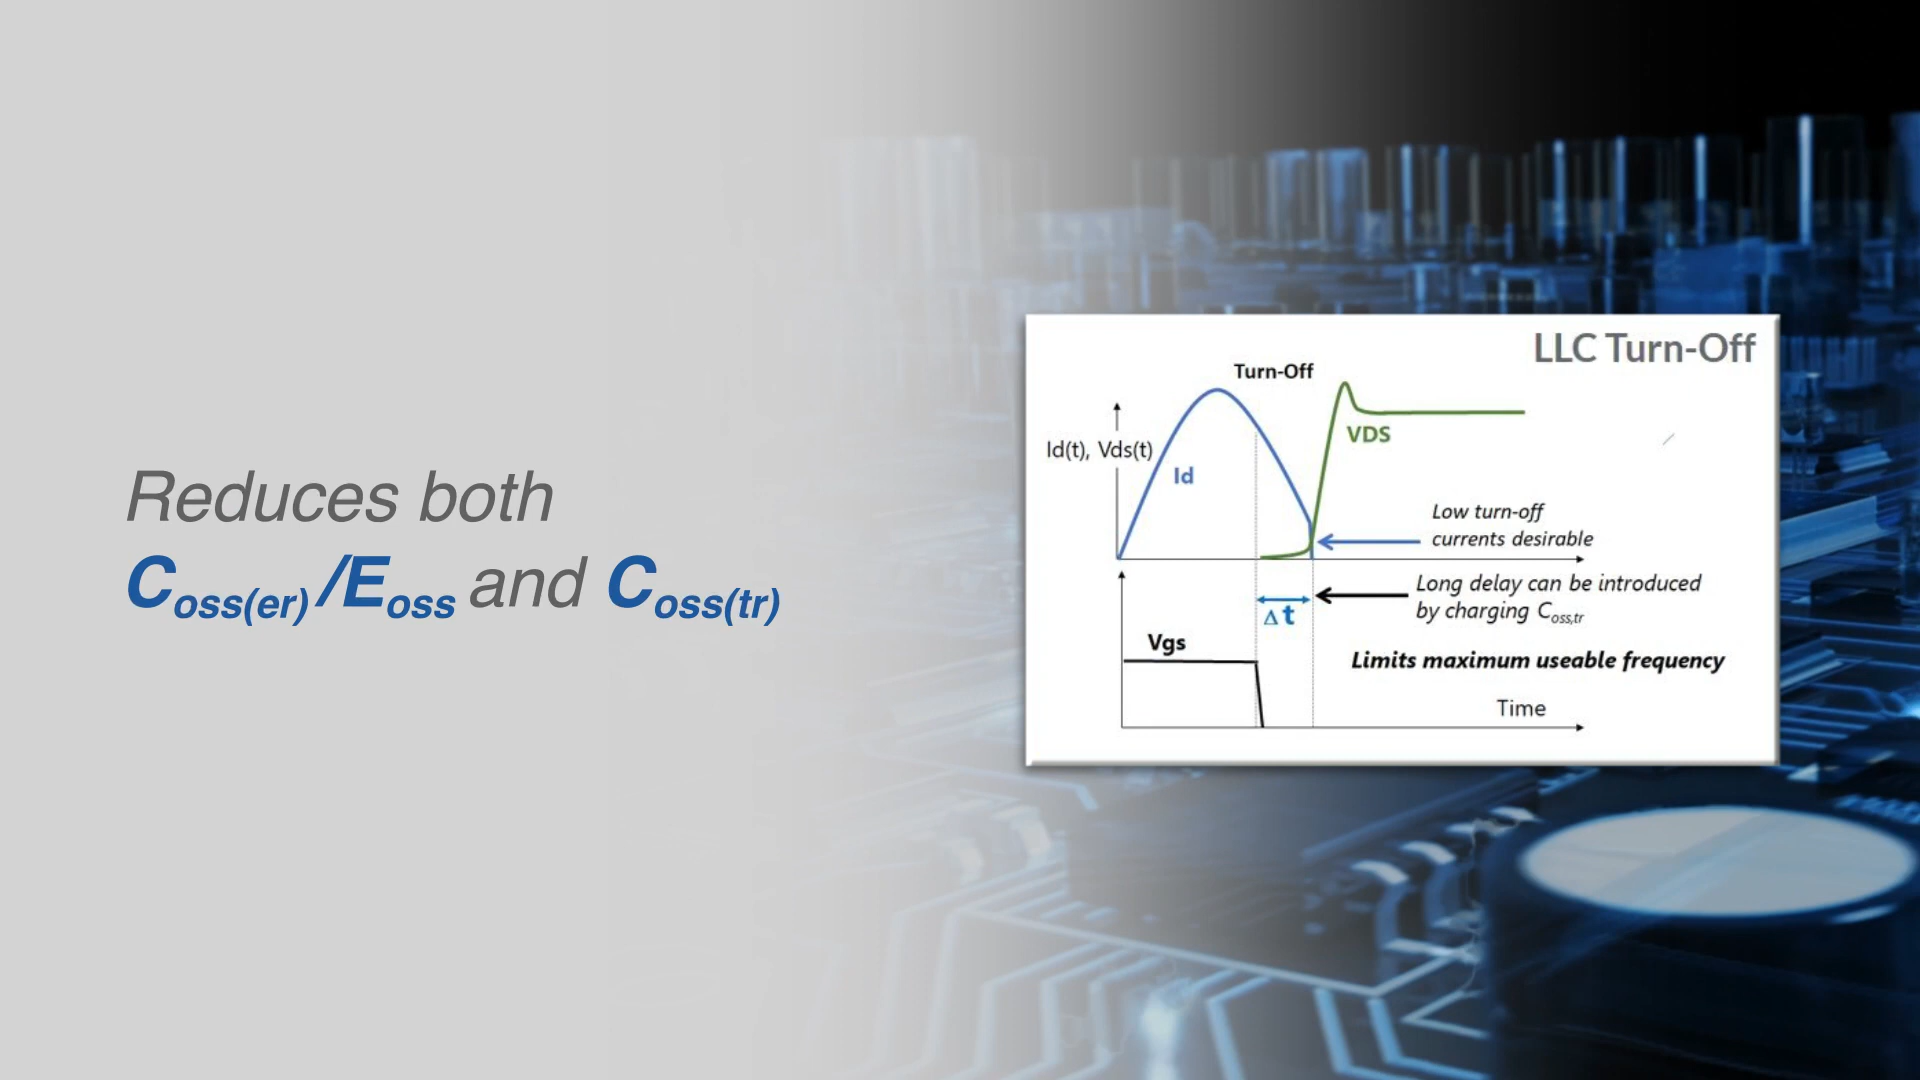 Reduces both
Coss(er)/Eoss and Coss(tr)
LLC Turn-Off
Turn-Off
Id(t), Vds(t)
Id
VDS
Low turn-off
currents desirable
Long delay can be introduced
by charging Coss,tr
Δt
Vgs
Limits maximum useable frequency
Time